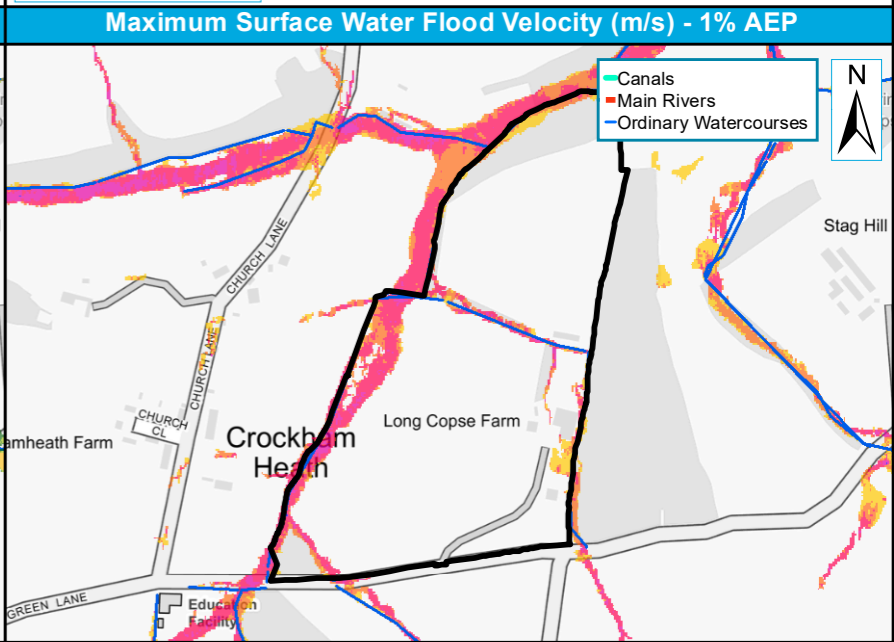 Maximum Surface Water Flood Velocity (m/s) - 1% AEP
Canals
Main Rivers
Ordinary Watercourses
N
Stag Hill
CHURCH LANE
CHURCH LANE
CHURCH
CL
amheath Farm
Crockham
Heath
Long Copse Farm
GREEN LANE
Education
Facility